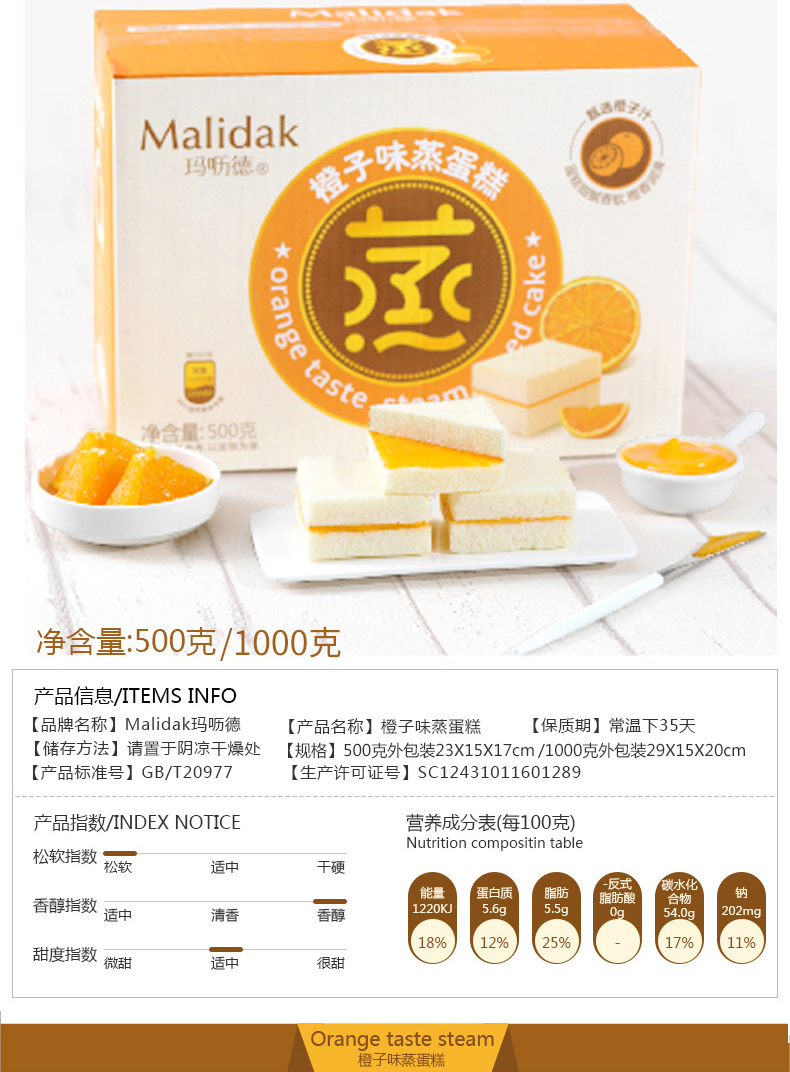 Malidak
蒸
Malidak
玛呖德®
甄选橙子汁
橙子味蒸蛋糕
蒸
orange taste steamed cake
净含量:500克
净含量:500克/1000克
产品信息/ITEMS INFO
【品牌名称】Malidak玛呖德 【产品名称】橙子味蒸蛋糕 【保质期】常温下35天
【储存方法】请置于阴凉干燥处 【规格】500克外包装23X15X17cm /1000克外包装29X15X20cm
【产品标准号】GB/T20977 【生产许可证号】SC12431011601289
产品指数/INDEX NOTICE
松软指数
松软 适中 干硬
香醇指数
适中 清香 香醇
甜度指数
微甜 适中 很甜
营养成分表(每100克)
Nutrition compositin table
能量
1220KJ
18%
蛋白质
5.6g
12%
脂肪
5.5g
25%
-反式
脂肪酸
0g
-
碳水化
合物
54.0g
17%
钠
202mg
11%
Orange taste steam
橙子味蒸蛋糕